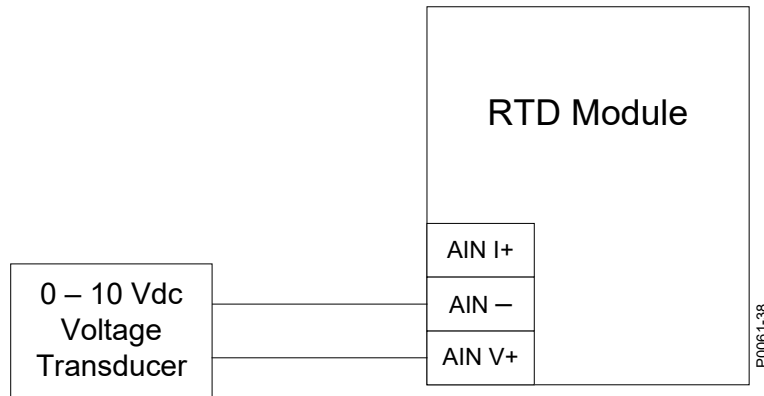 RTD Module
AIN I+
AIN –
AIN V+
0 – 10 Vdc
Voltage
Transducer
P0061-38